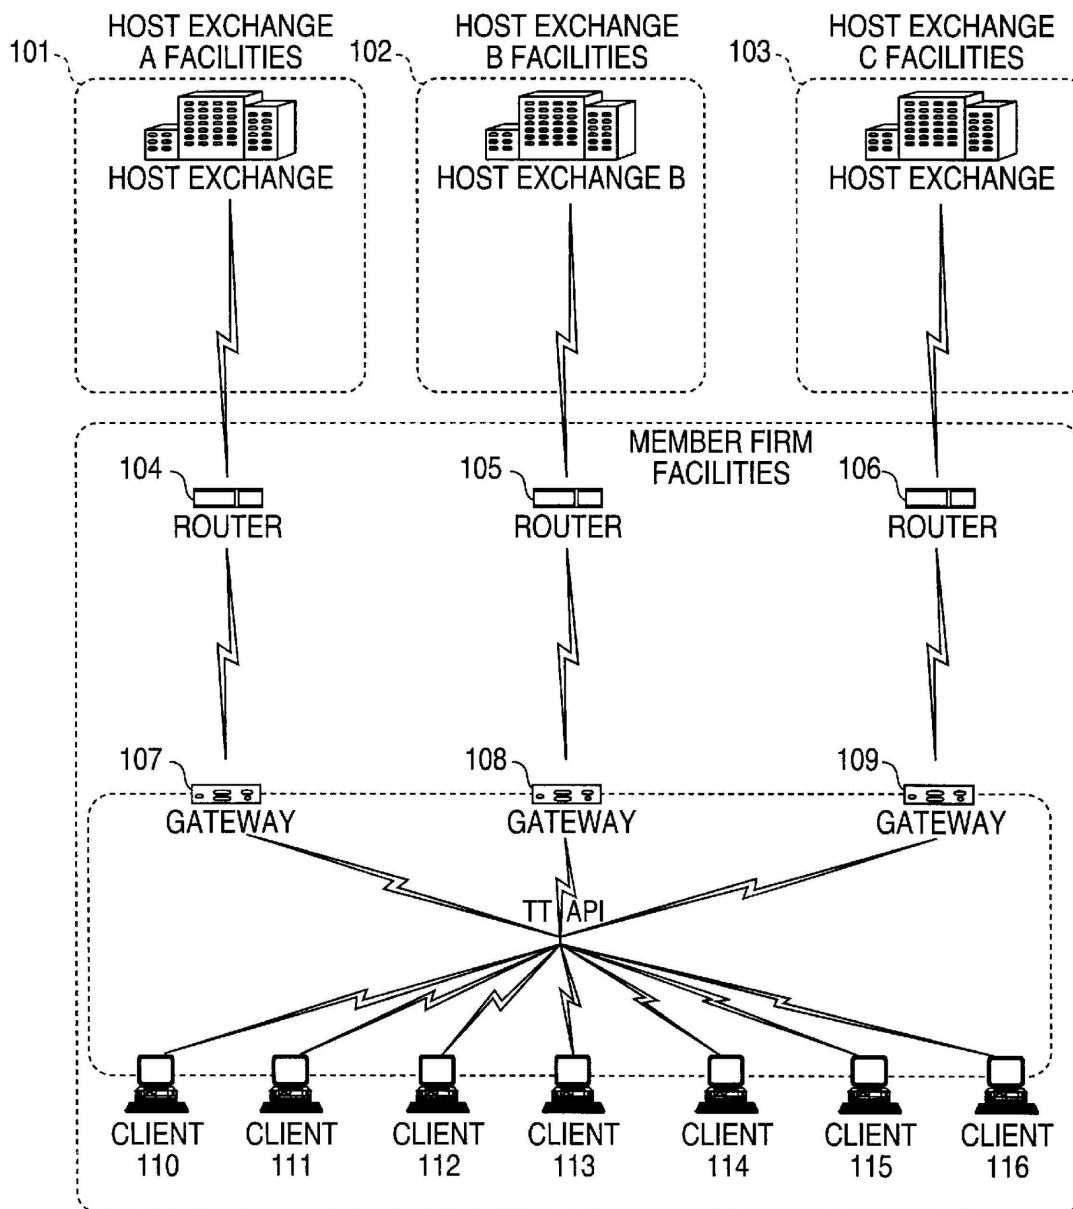 HOST EXCHANGE
A FACILITIES
101
HOST EXCHANGE
HOST EXCHANGE
B FACILITIES
102
HOST EXCHANGE B
HOST EXCHANGE
C FACILITIES
103
HOST EXCHANGE
MEMBER FIRM
FACILITIES
104
ROUTER
105
ROUTER
106
ROUTER
107
GATEWAY
108
GATEWAY
109
GATEWAY
TT API
CLIENT
110
CLIENT
111
CLIENT
112
CLIENT
113
CLIENT
114
CLIENT
115
CLIENT
116